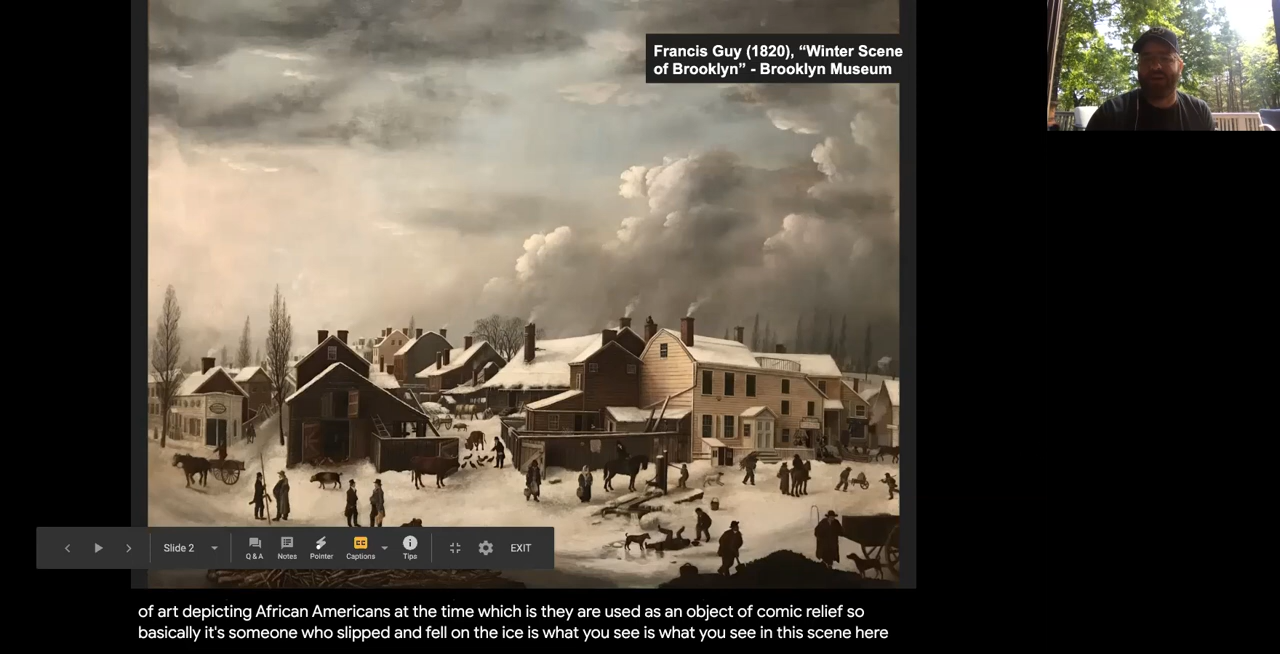 Francis Guy (1820), “Winter Scene
of Brooklyn” - Brooklyn Museum
Slide 2
Q & A
Notes
Pointer
CC
Captions
Tips
EXIT
of art depicting African Americans at the time which is they are used as an object of comic relief so
basically it's someone who slipped and fell on the ice is what you see is what you see in this scene here